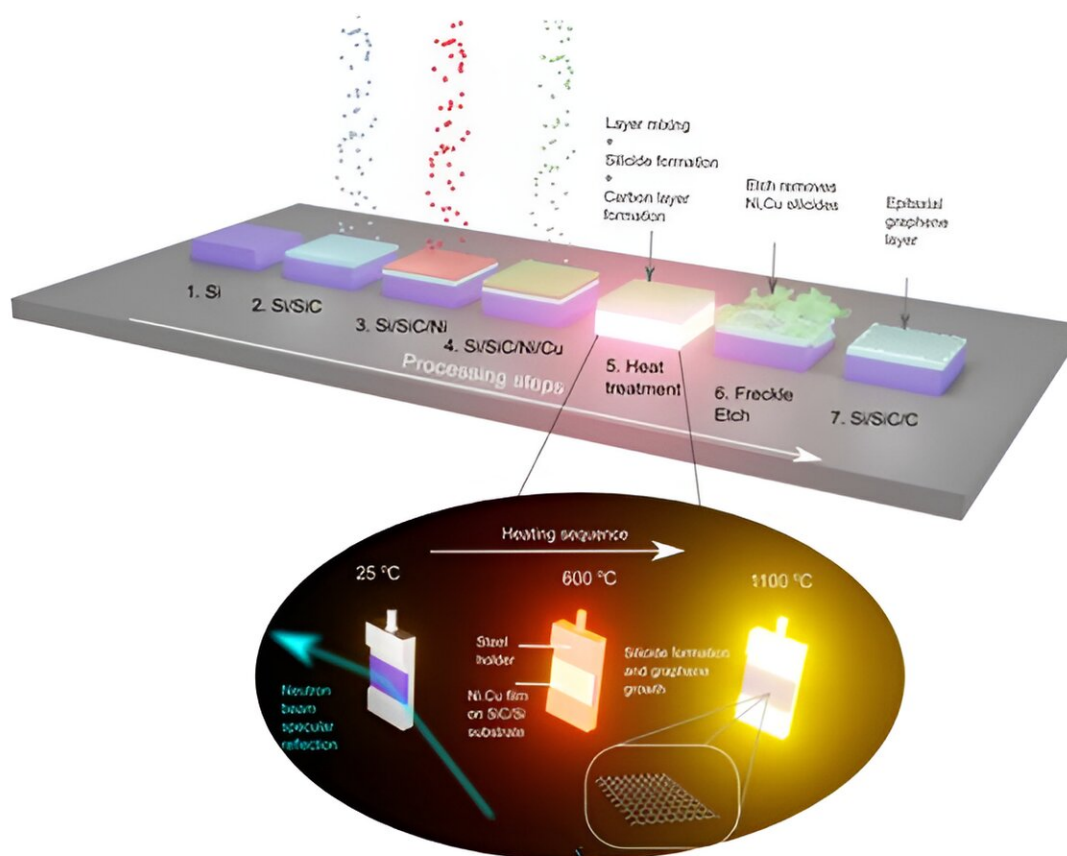 Layer mixing
+
Silicide formation
+
Carbon layer
formation
Etch removes
Ni,Cu silicides
Epitaxial
graphene
layer
1. Si
2. Si/SiC
3. Si/SiC/Ni
4. Si/SiC/Ni/Cu
5. Heat
treatment
6. Freckle
Etch
7. Si/SiC/C
Processing steps
Heating sequence
25 °C
600 °C
1100 °C
Steel
holder
Ni,Cu film
on SiC/Si
substrate
Silicide formation
and graphene
growth
Neutron
beam
specular
reflection